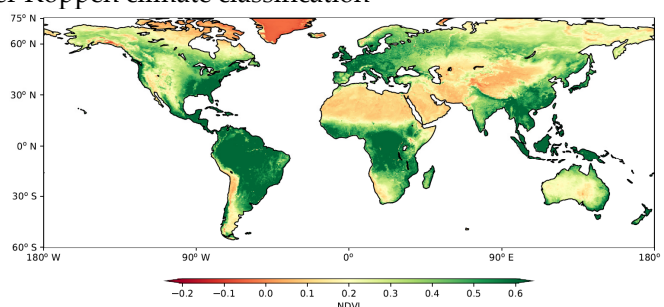 Köppen climate classification
75° N
60° N
30° N
0° N
30° S
60° S
180° W
90° W
0°
90° E
180°
−0.2 −0.1 0.0 0.1 0.2 0.3 0.4 0.5 0.6
NDVI